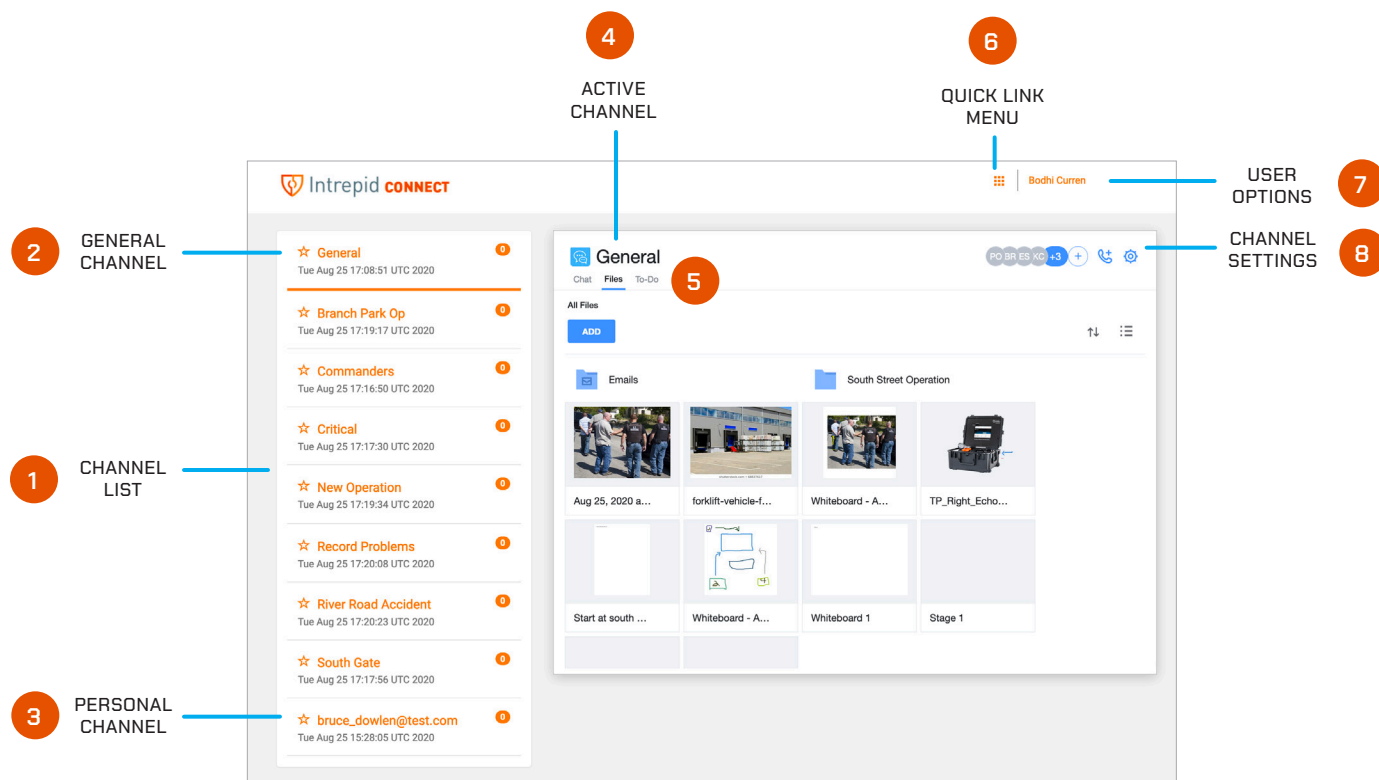 4
6
ACTIVE
CHANNEL
QUICK LINK
MENU
Intrepid CONNECT
Bodhi Curren
USER
OPTIONS
7
2
GENERAL
CHANNEL
General
0
Tue Aug 25 17:08:51 UTC 2020
General
PO BR ES KC +3
CHANNEL
SETTINGS
8
Chat Files To-Do
5
All Files
ADD
Branch Park Op
0
Tue Aug 25 17:19:17 UTC 2020
Commanders
0
Tue Aug 25 17:16:50 UTC 2020
Emails
South Street Operation
Critical
0
Tue Aug 25 17:17:30 UTC 2020
1
CHANNEL
LIST
New Operation
0
Tue Aug 25 17:19:34 UTC 2020
Aug 25, 2020 a...
forklift-vehicle-f...
Whiteboard - A...
TP_Right_Echo...
Record Problems
0
Tue Aug 25 17:20:08 UTC 2020
River Road Accident
0
Tue Aug 25 17:20:23 UTC 2020
Start at south ...
Whiteboard - A...
Whiteboard 1
Stage 1
South Gate
0
Tue Aug 25 17:17:56 UTC 2020
3
PERSONAL
CHANNEL
bruce_dowlen@test.com
0
Tue Aug 25 15:28:05 UTC 2020